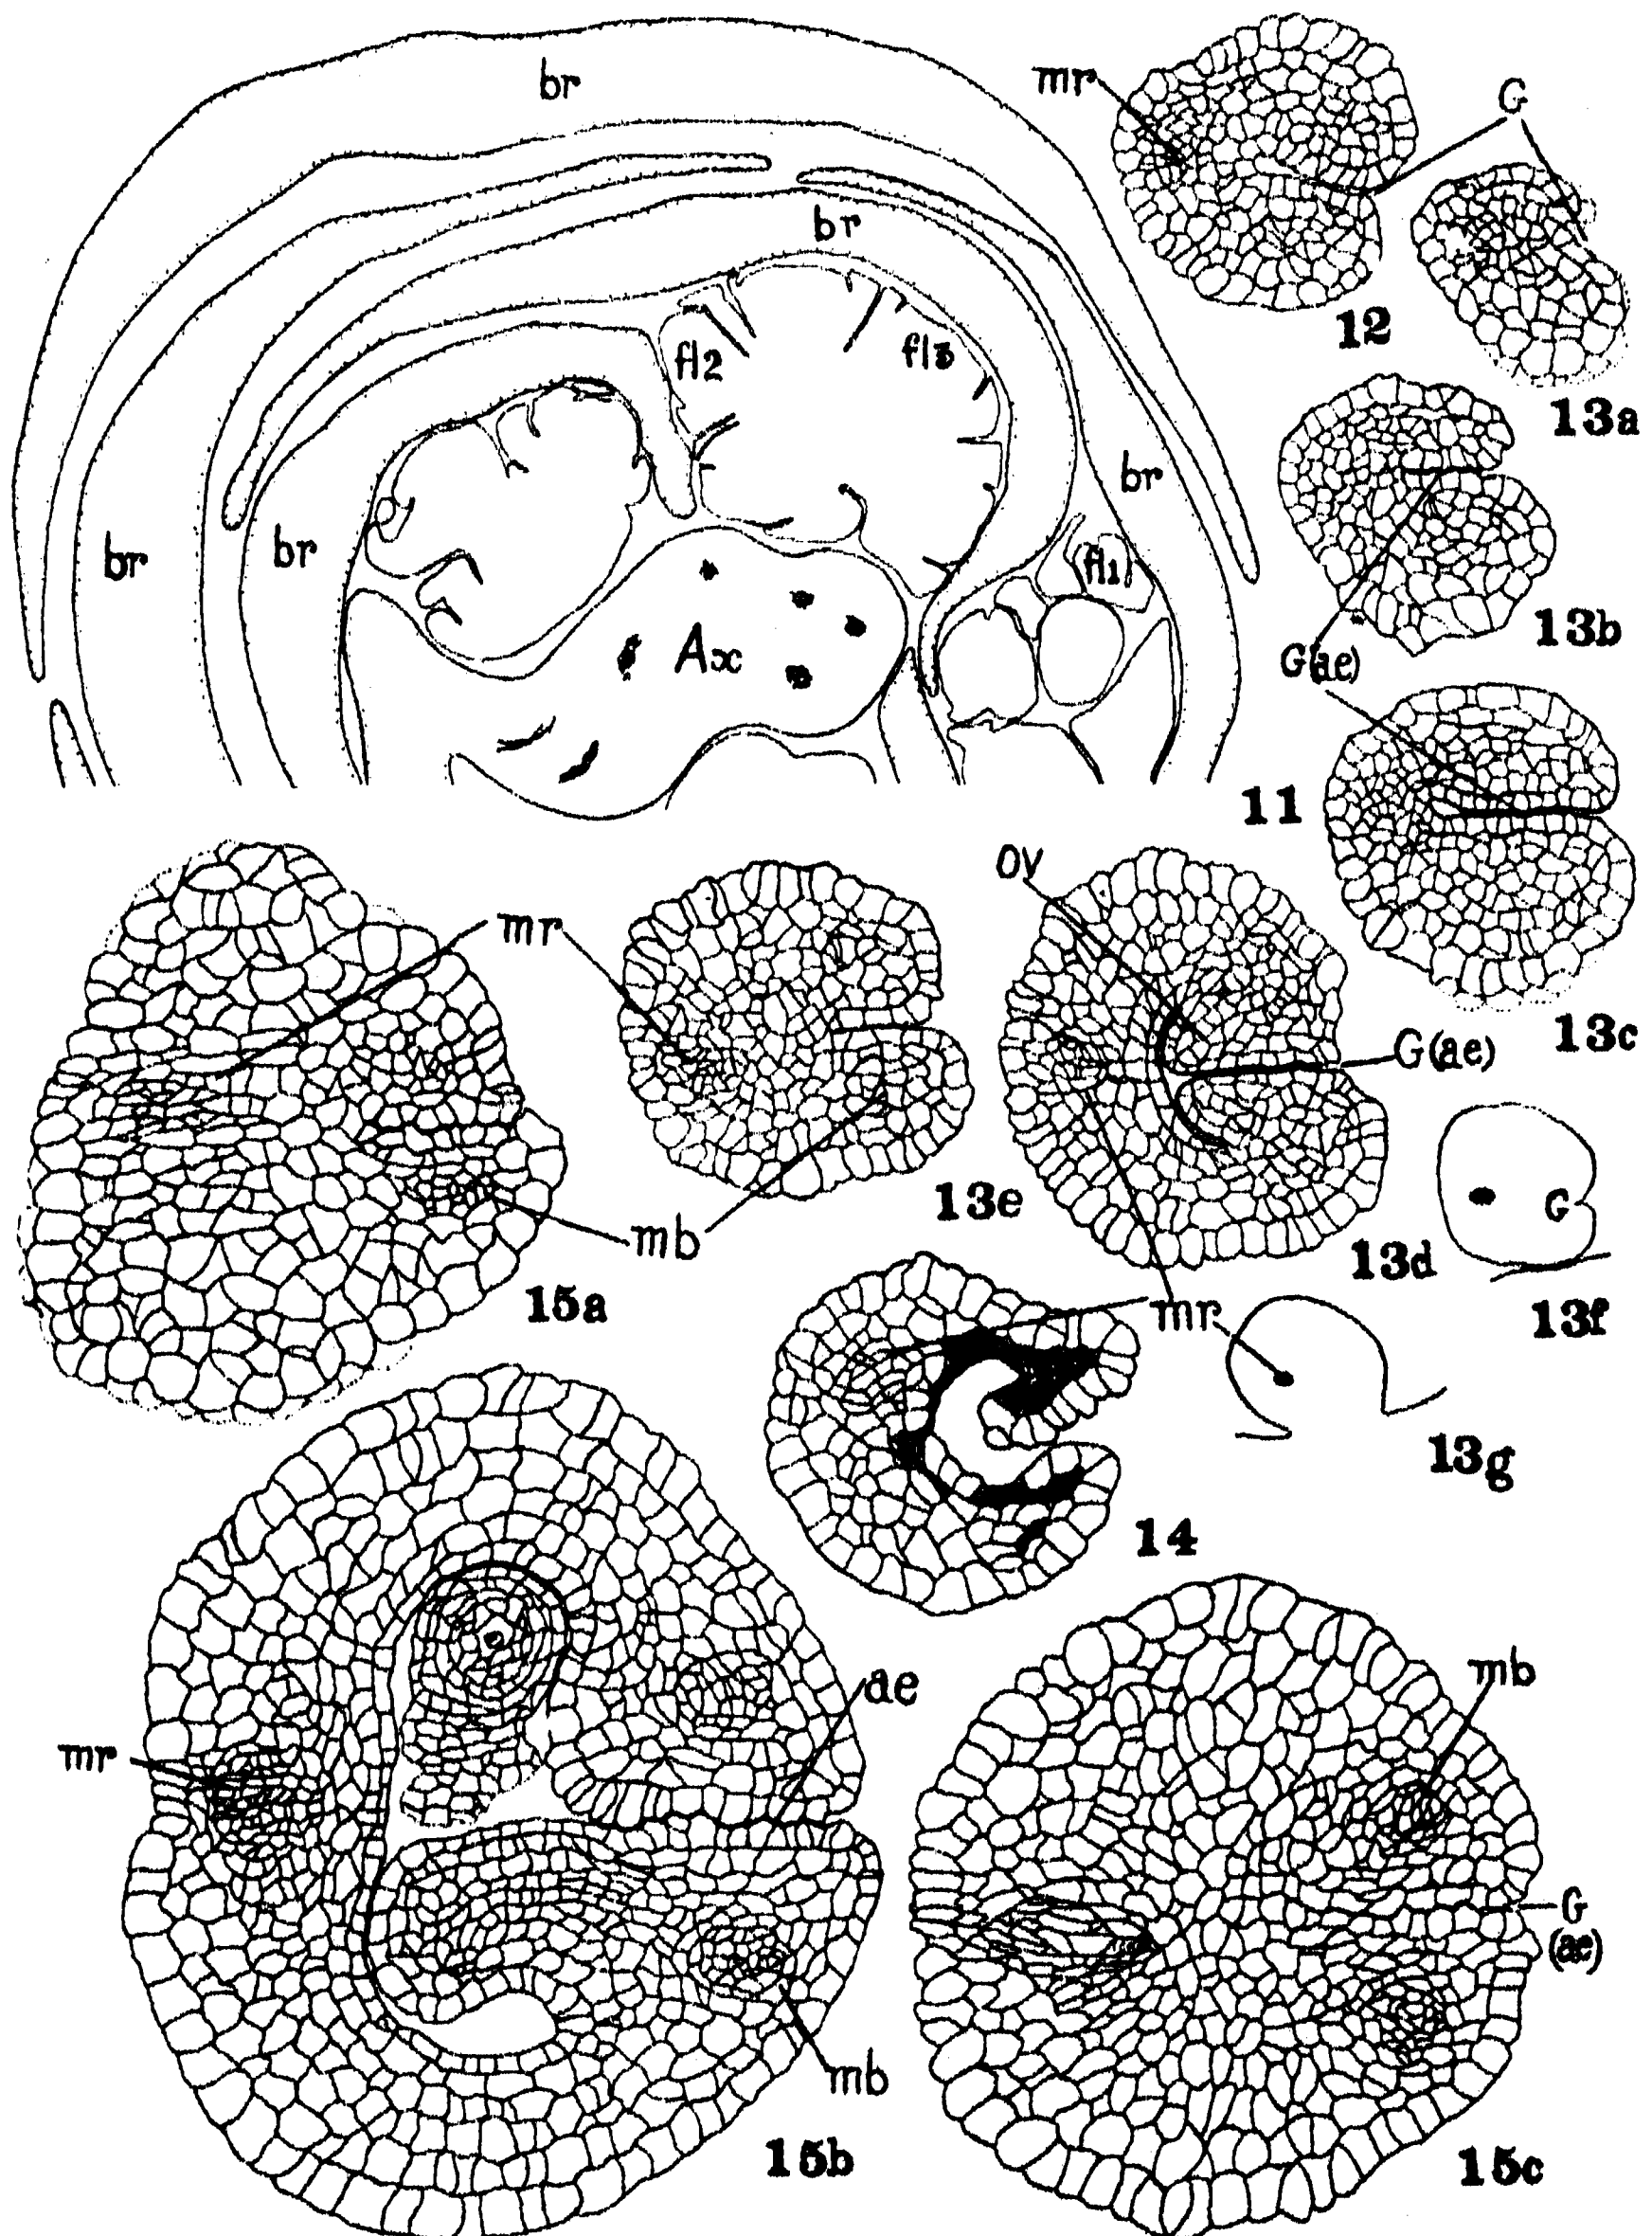 br
mr
G
br
12
fl2
fl3
13a
br
br
br
(fl1)
13b
Ax
G(ae)
11
ov
mr
13c
G(ae)
13e
G
mb
13d
15a
13f
mr
13g
14
mb
ae
mr
G
(ae)
mb
15b
15c